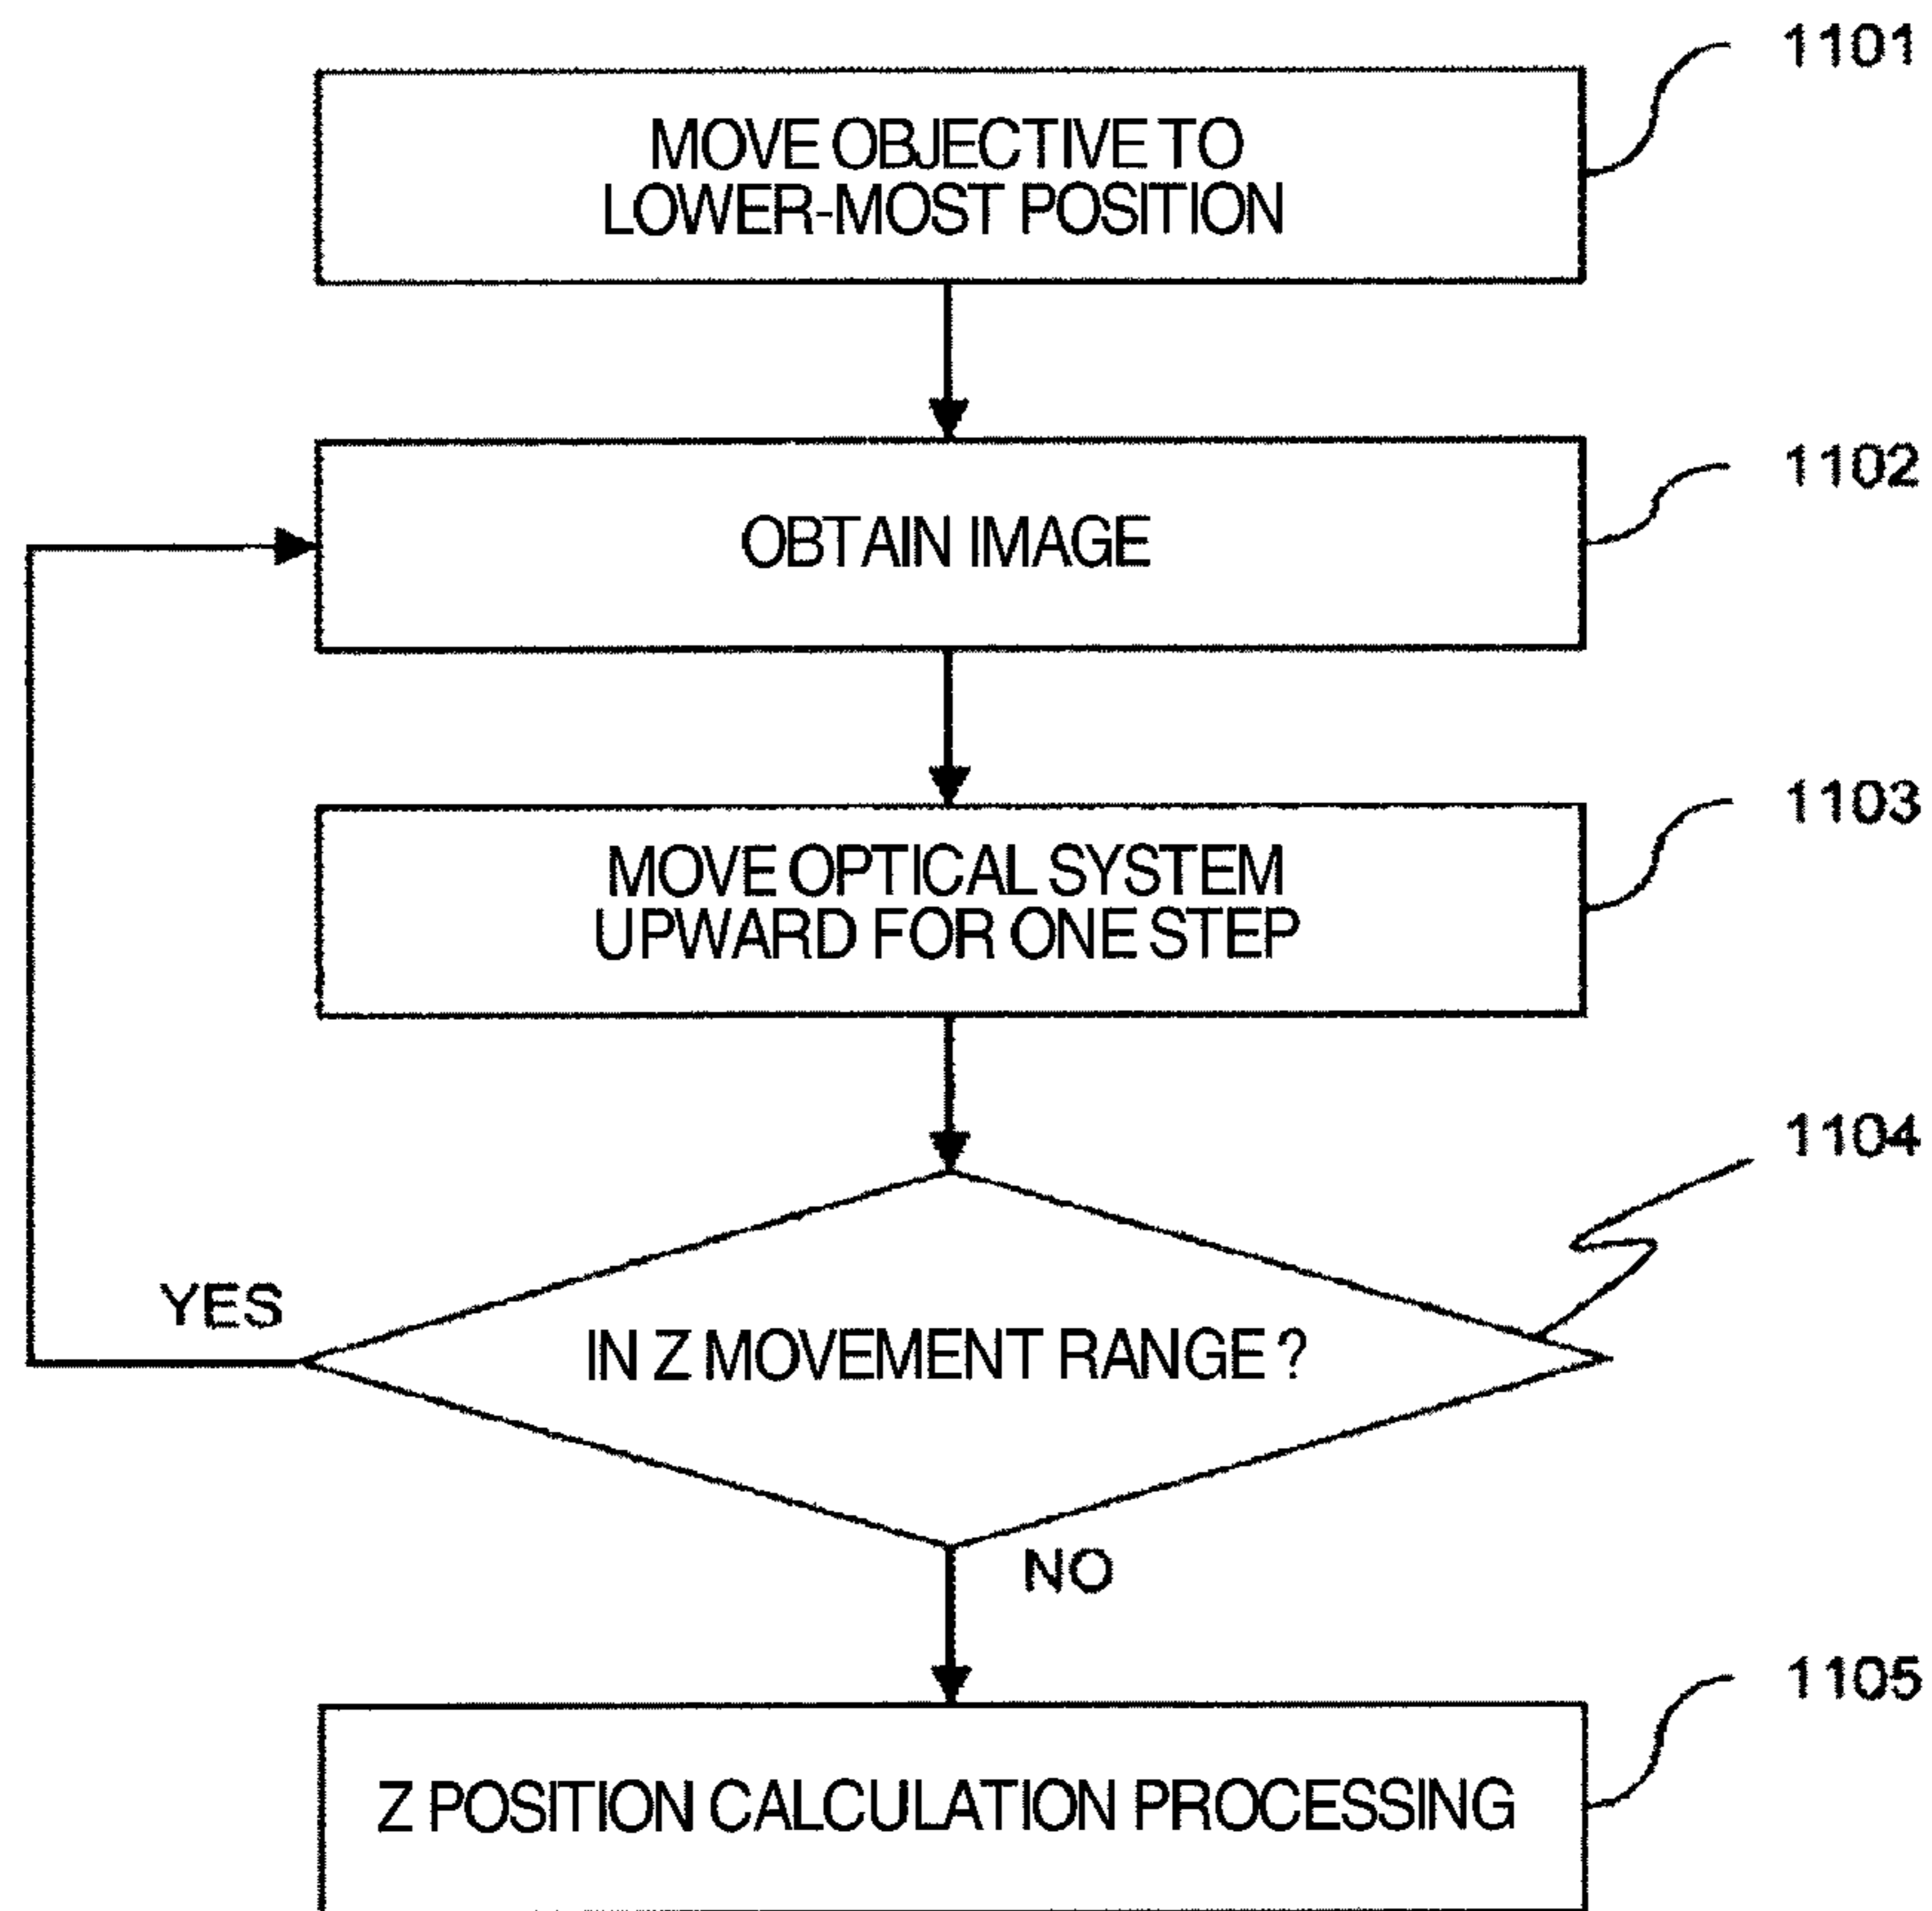 1101
MOVE OBJECTIVE TO
LOWER-MOST POSITION
1102
OBTAIN IMAGE
1103
MOVE OPTICAL SYSTEM
UPWARD FOR ONE STEP
1104
YES
IN Z MOVEMENT RANGE ?
NO
1105
Z POSITION CALCULATION PROCESSING